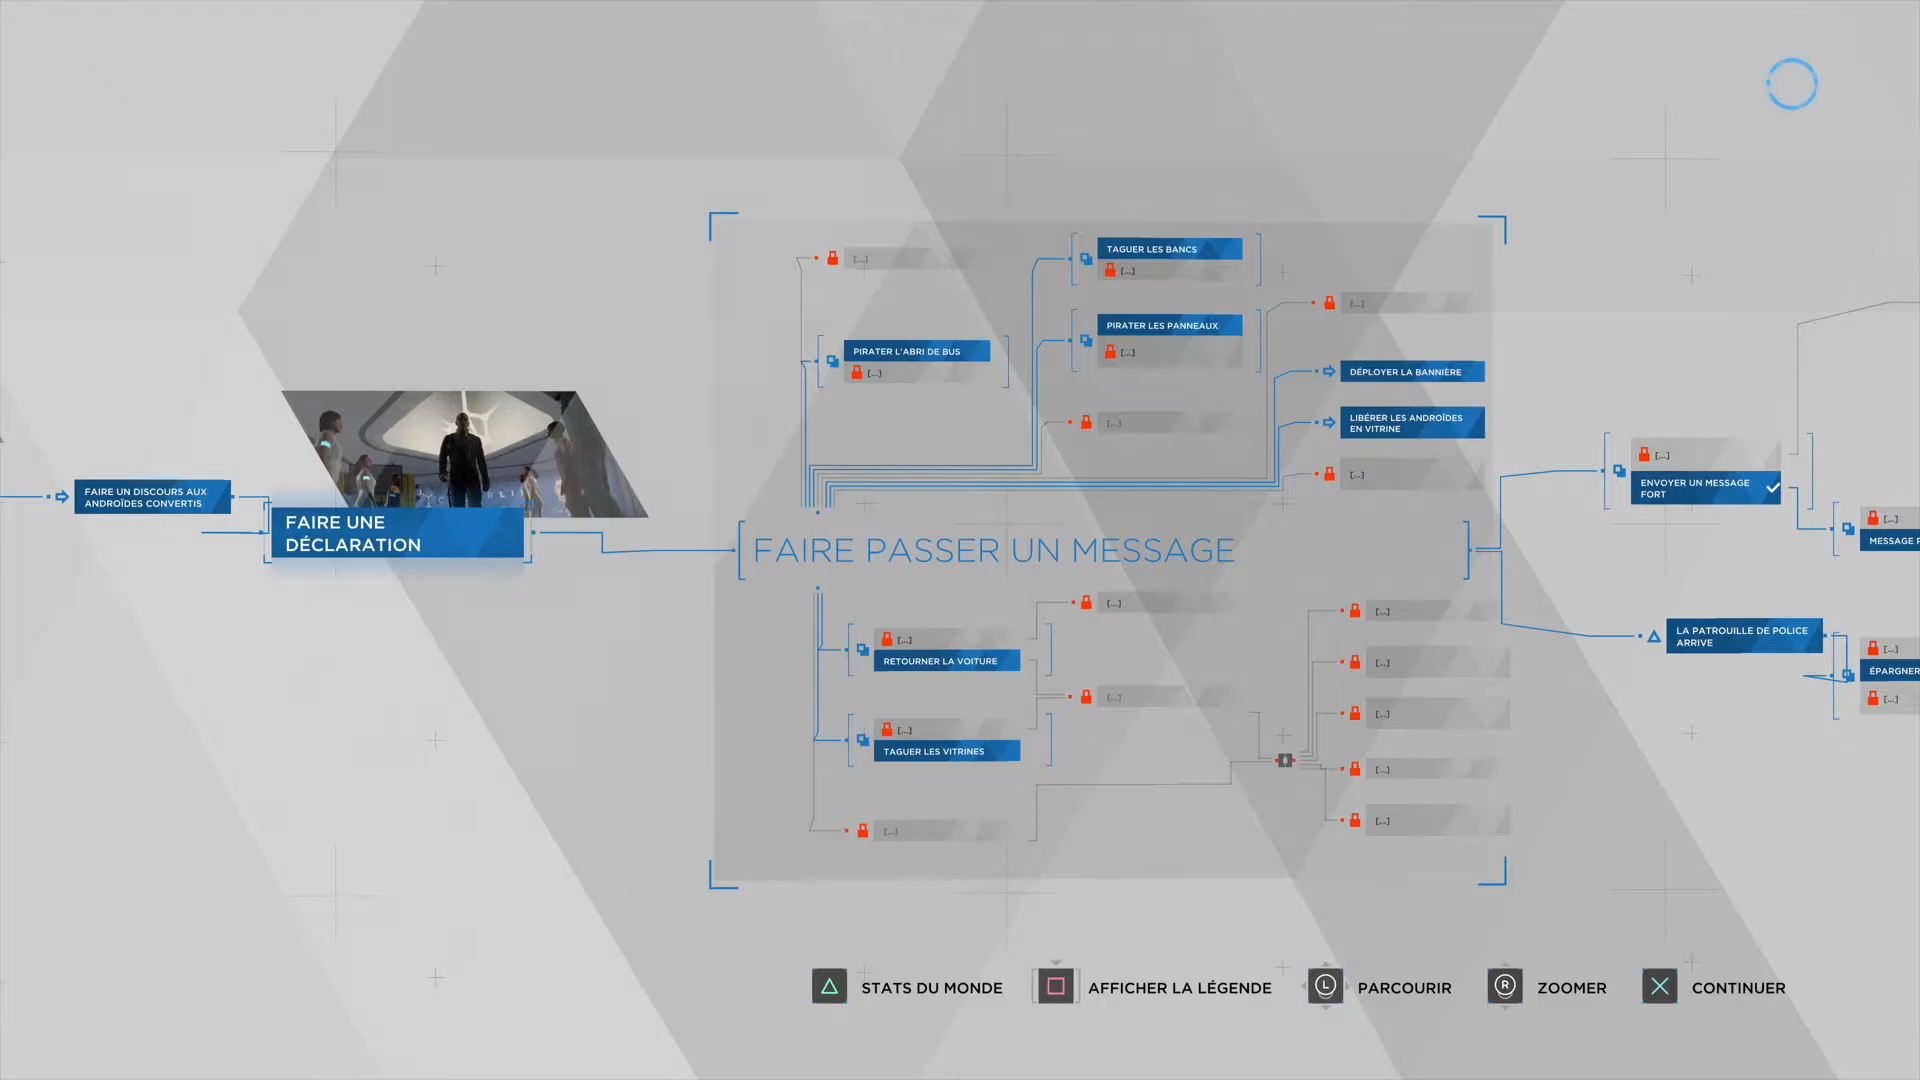 [...]
TAGUER LES BANCS
[...]
[...]
PIRATER LES PANNEAUX
[...]
PIRATER L'ABRI DE BUS
[...]
DÉPLOYER LA BANNIÈRE
LIBÉRER LES ANDROÏDES
EN VITRINE
[...]
[...]
FAIRE UN DISCOURS AUX
ANDROÏDES CONVERTIS
FAIRE UNE
DÉCLARATION
FAIRE PASSER UN MESSAGE
[...]
ENVOYER UN MESSAGE
FORT
[...]
MESSAGE P
[...]
[...]
LA PATROUILLE DE POLICE
ARRIVE
[...]
RETOURNER LA VOITURE
[...]
[...]
ÉPARGNER
[...]
[...]
[...]
[...]
TAGUER LES VITRINES
[...]
[...]
[...]
STATS DU MONDE
AFFICHER LA LÉGENDE
L
PARCOURIR
R
ZOOMER
CONTINUER